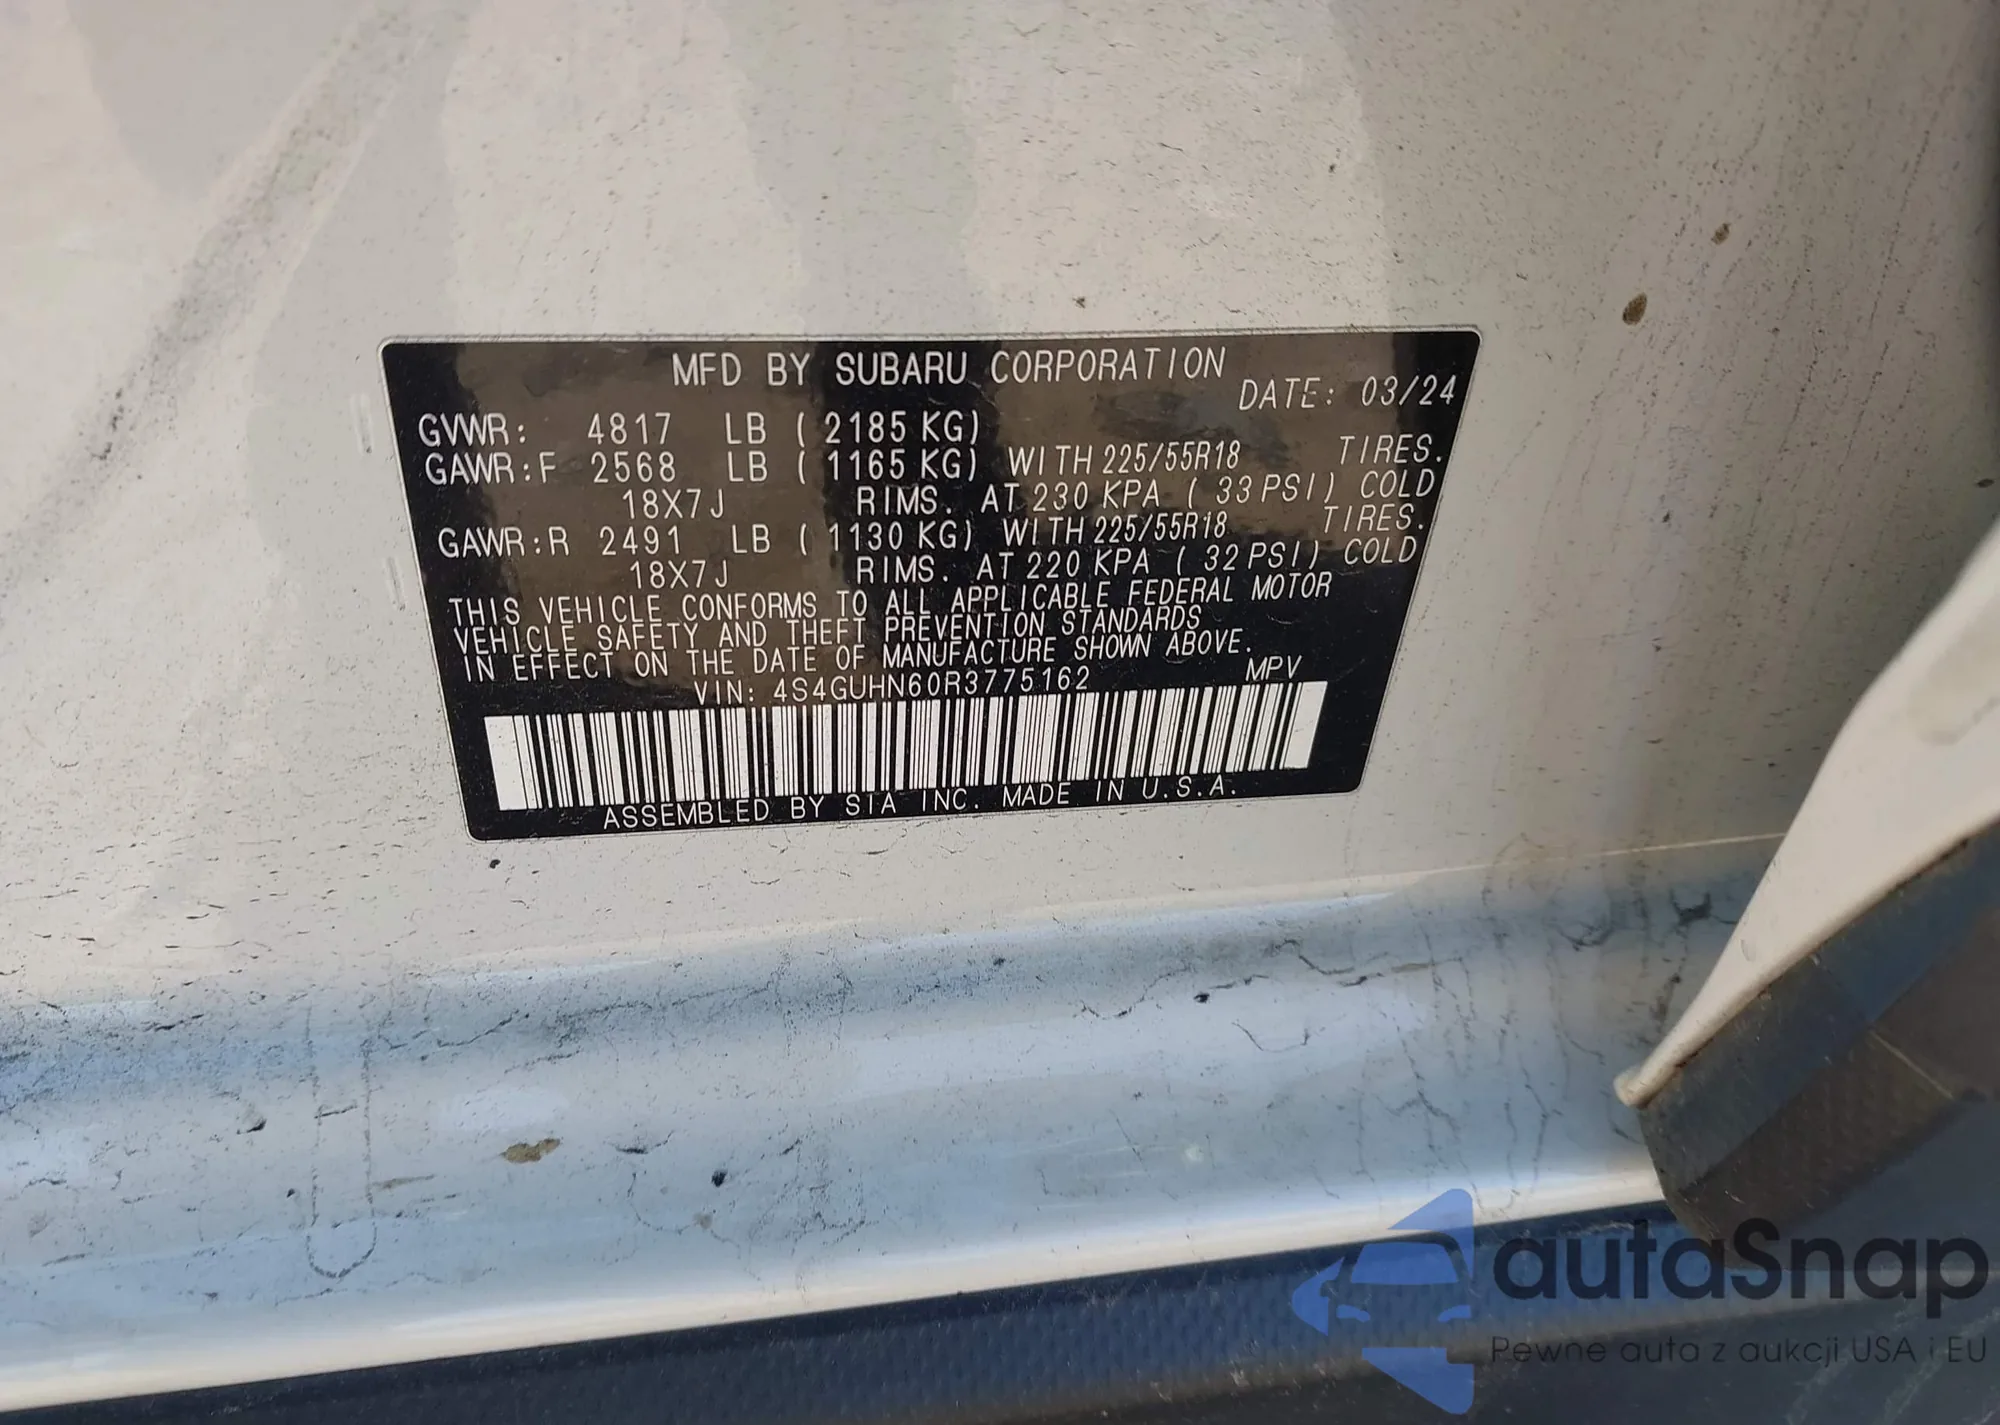 MFD BY SUBARU CORPORATION
DATE: 03/24
GVWR: 4817 LB ( 2185 KG)
GAWR:F 2568 LB ( 1165 KG) WITH 225/55R18 TIRES.
18X7J RIMS. AT 230 KPA ( 33 PSI) COLD
GAWR:R 2491 LB ( 1130 KG) WITH 225/55R18 TIRES.
18X7J RIMS. AT 220 KPA ( 32 PSI) COLD
THIS VEHICLE CONFORMS TO ALL APPLICABLE FEDERAL MOTOR
VEHICLE SAFETY AND THEFT PREVENTION STANDARDS
IN EFFECT ON THE DATE OF MANUFACTURE SHOWN ABOVE.
VIN: 4S4GUHN60R3775162 MPV
ASSEMBLED BY SIA INC. MADE IN U.S.A.
autaSnap
Pewne auta z aukcji USA i EU